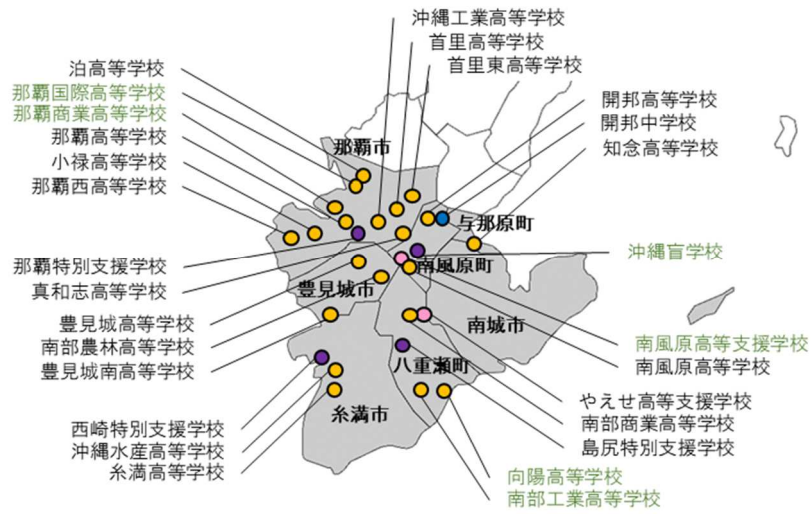 沖縄工業高等学校
首里高等学校
首里東高等学校
泊高等学校
那覇国際高等学校
那覇商業高等学校
那覇高等学校
小禄高等学校
那覇西高等学校
那覇特別支援学校
真和志高等学校
豊見城高等学校
南部農林高等学校
豊見城南高等学校
西崎特別支援学校
沖縄水産高等学校
糸満高等学校
那覇市
与那原町
南風原町
豊見城市
南城市
八重瀬町
糸満市
開邦高等学校
開邦中学校
知念高等学校
沖縄盲学校
南風原高等支援学校
南風原高等学校
やえせ高等支援学校
南部商業高等学校
島尻特別支援学校
向陽高等学校
南部工業高等学校